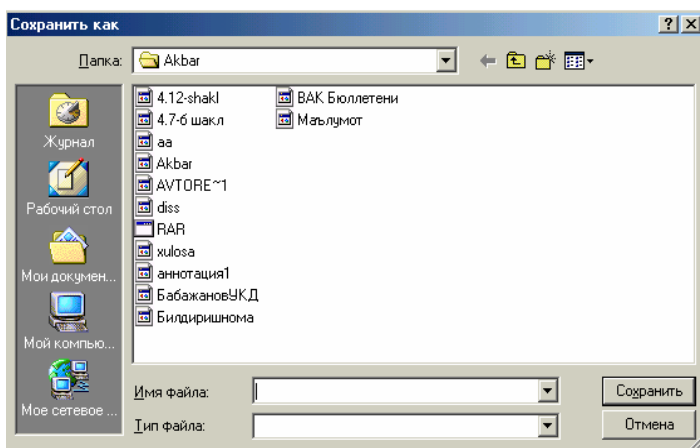 Сохранить как
Папка: Akbar
Журнал
Рабочий стол
Мои докумен...
Мой компью...
Мое сетевое ...
4.12-shakl
4.7-6 шакл
aa
Akbar
AVTORE~1
diss
RAR
xulosa
аннотация1
БабажановУКД
Билдиришнома
ВАК Бюллетени
Маълумот
Имя файла:
Сохранить
Тип файла:
Отмена